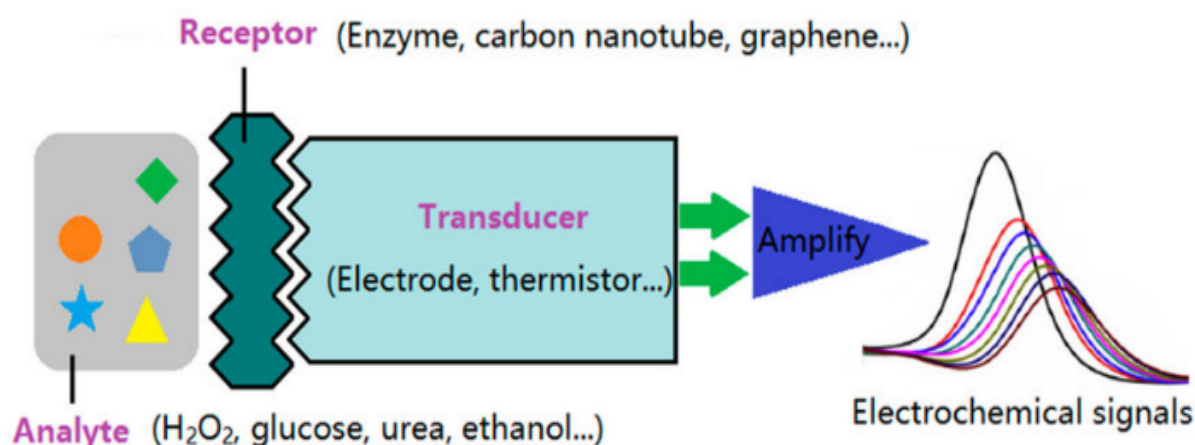 Receptor (Enzyme, carbon nanotube, graphene...)
Transducer
(Electrode, thermistor...)
Amplify
Analyte (H₂O₂, glucose, urea, ethanol...)
Electrochemical signals